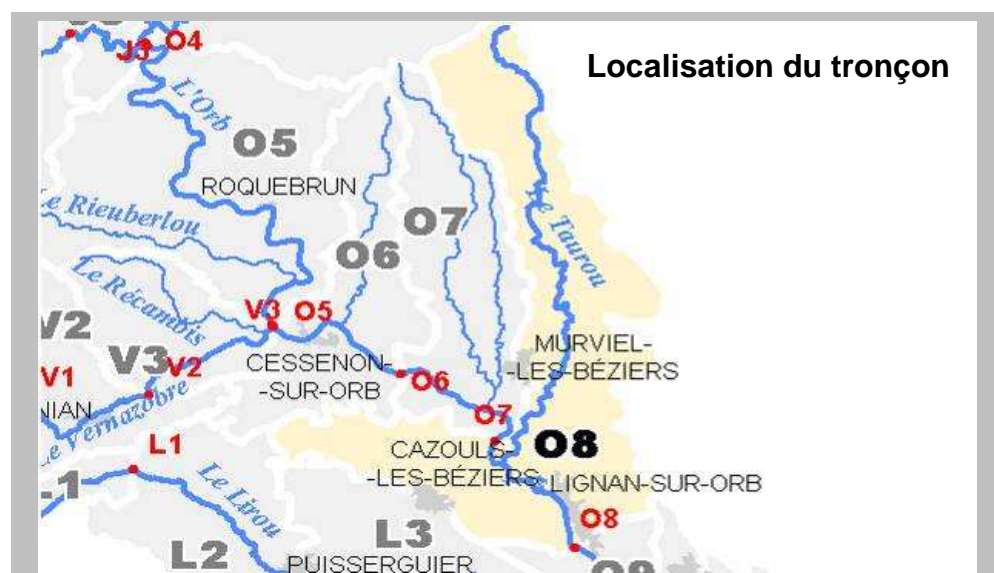 Localisation du tronçon
J3
O4
L'Orb
O5
ROQUEBRUN
Le Rieuberlou
O7
O6
Le Taurou
Le Récambis
V3
O5
V2
CESSENON-
-SUR-ORB
MURVIEL-
-LES-BÉZIERS
V3
V2
V1
O6
NIAN
Le Vernazobre
O7
L1
CAZOULS-
-LES-BÉZIERS
O8
LIGNAN-SUR-ORB
Le Lirou
O8
L3
L2
PUISSERGUIER
O9